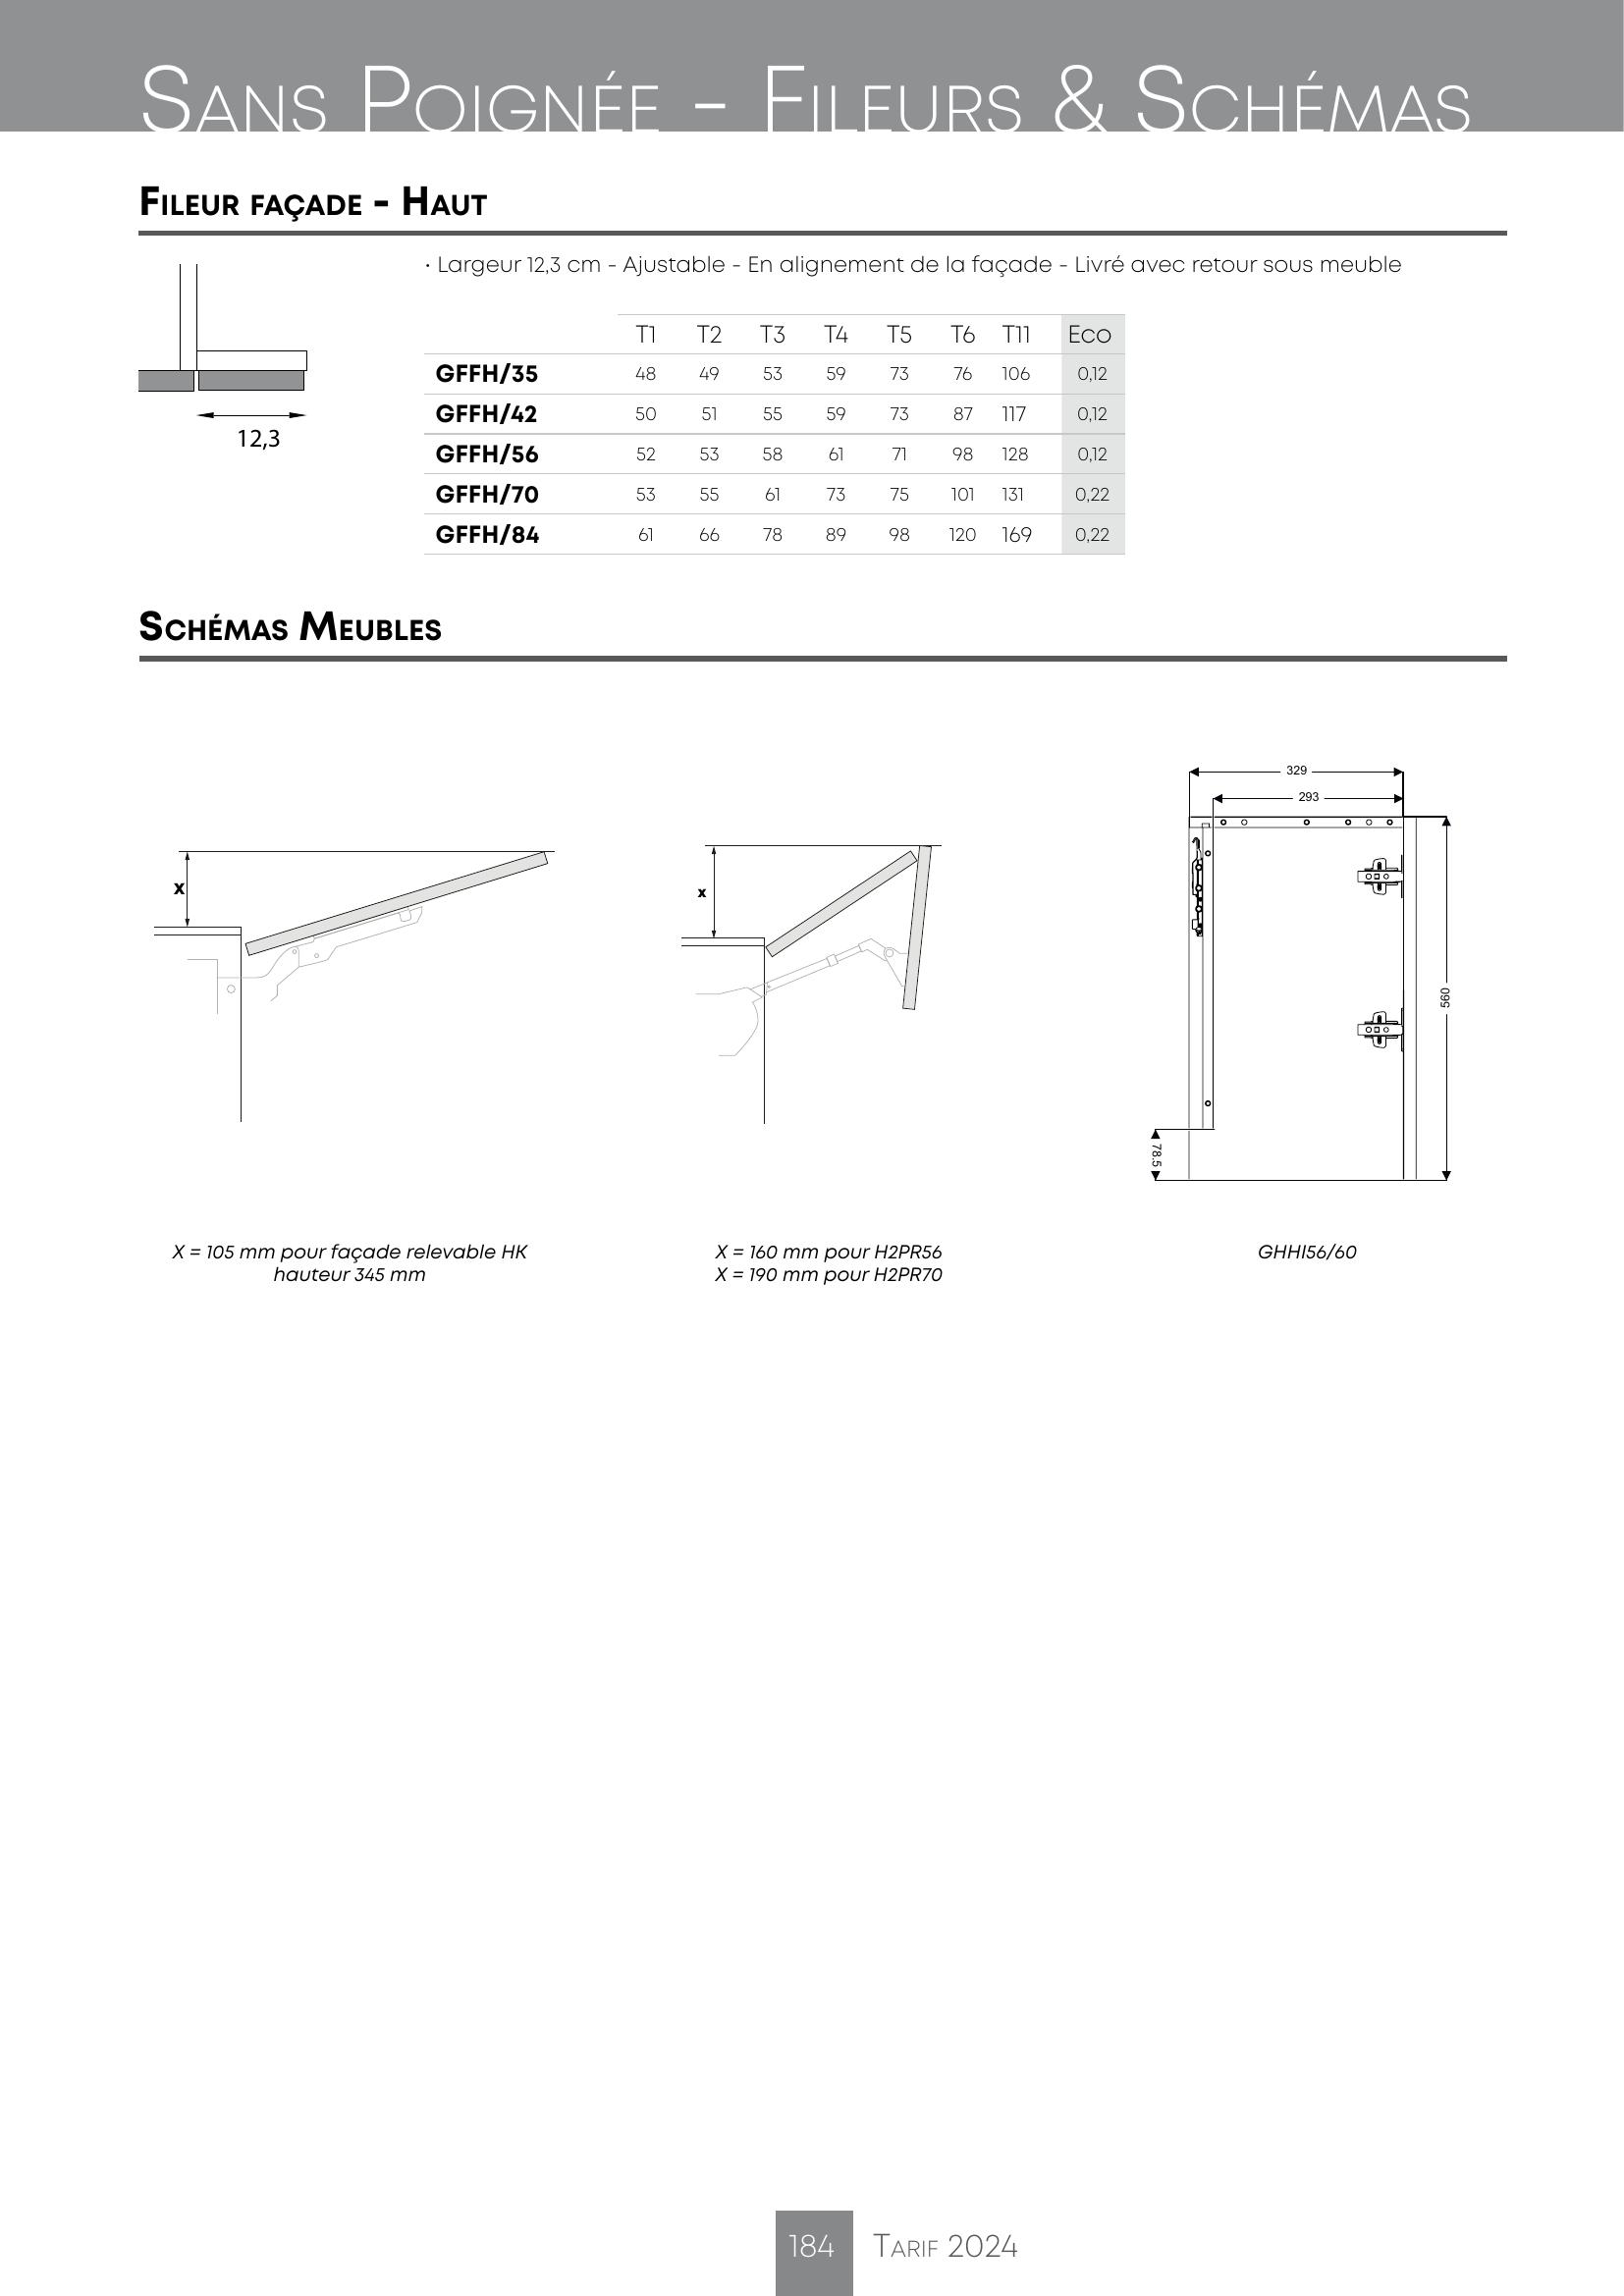 Sans Poignée - Fileurs & Schémas
Fileur façade - Haut
· Largeur 12,3 cm - Ajustable - En alignement de la façade - Livré avec retour sous meuble
12,3
T1 T2 T3 T4 T5 T6 T11 Eco
GFFH/35 48 49 53 59 73 76 106 0,12
GFFH/42 50 51 55 59 73 87 117 0,12
GFFH/56 52 53 58 61 71 98 128 0,12
GFFH/70 53 55 61 73 75 101 131 0,22
GFFH/84 61 66 78 89 98 120 169 0,22
Schémas Meubles
x
x
329
293
560
78.5
X = 105 mm pour façade relevable HK
hauteur 345 mm
X = 160 mm pour H2PR56
X = 190 mm pour H2PR70
GHHI56/60
184 Tarif 2024